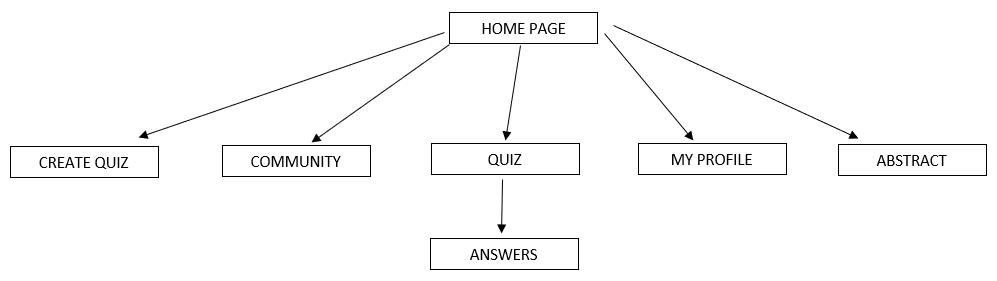 HOME PAGE
CREATE QUIZ
COMMUNITY
QUIZ
MY PROFILE
ABSTRACT
ANSWERS